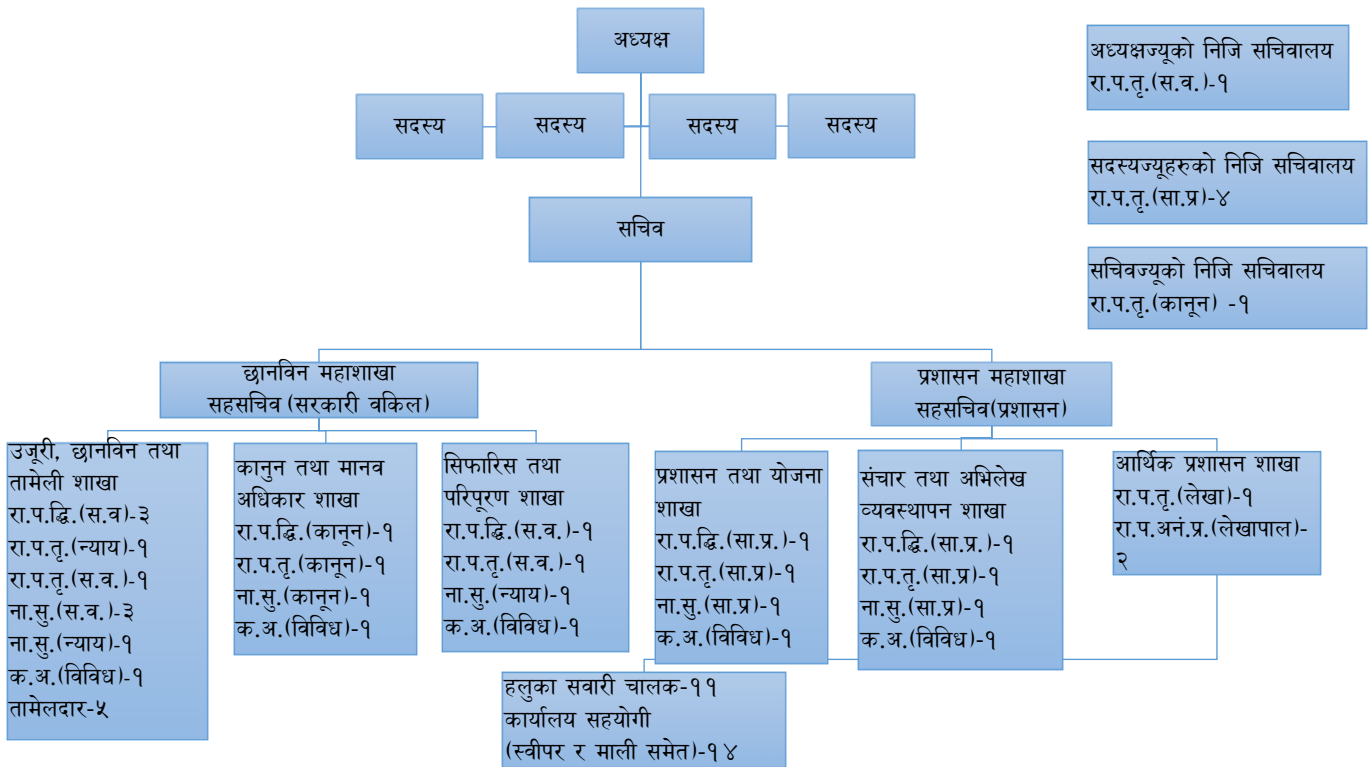 अध्यक्ष
सदस्य
सदस्य
सदस्य
सदस्य
सचिव
अध्यक्षज्यूको निजि सचिवालय
रा.प.तृ.(स.व.)-१
सदस्यज्यूहरुको निजि सचिवालय
रा.प.तृ.(सा.प्र)-४
सचिवज्यूको निजि सचिवालय
रा.प.तृ.(कानून) -१
छानविन महाशाखा
सहसचिव (सरकारी वकिल)
प्रशासन महाशाखा
सहसचिव(प्रशासन)
उजूरी, छानविन तथा
तामेली शाखा
रा.प.द्धि.(स.व)-३
रा.प.तृ.(न्याय)-१
रा.प.तृ.(स.व.)-१
ना.सु.(स.व.)-३
ना.सु.(न्याय)-१
क.अ.(विविध)-१
तामेलदार-५
कानुन तथा मानव
अधिकार शाखा
रा.प.द्धि.(कानून)-१
रा.प.तृ.(कानून)-१
ना.सु.(कानून)-१
क.अ.(विविध)-१
सिफारिस तथा
परिपूरण शाखा
रा.प.द्धि.(स.व.)-१
रा.प.तृ.(स.व.)-१
ना.सु.(न्याय)-१
क.अ.(विविध)-१
प्रशासन तथा योजना
शाखा
रा.प.द्धि.(सा.प्र.)-१
रा.प.तृ.(सा.प्र)-१
ना.सु.(सा.प्र)-१
क.अ.(विविध)-१
संचार तथा अभिलेख
व्यवस्थापन शाखा
रा.प.द्धि.(सा.प्र.)-१
रा.प.तृ.(सा.प्र)-१
ना.सु.(सा.प्र)-१
क.अ.(विविध)-१
आर्थिक प्रशासन शाखा
रा.प.तृ.(लेखा)-१
रा.प.अनं.प्र.(लेखापाल)-
२
हलुका सवारी चालक-११
कार्यालय सहयोगी
(स्वीपर र माली समेत)-१४